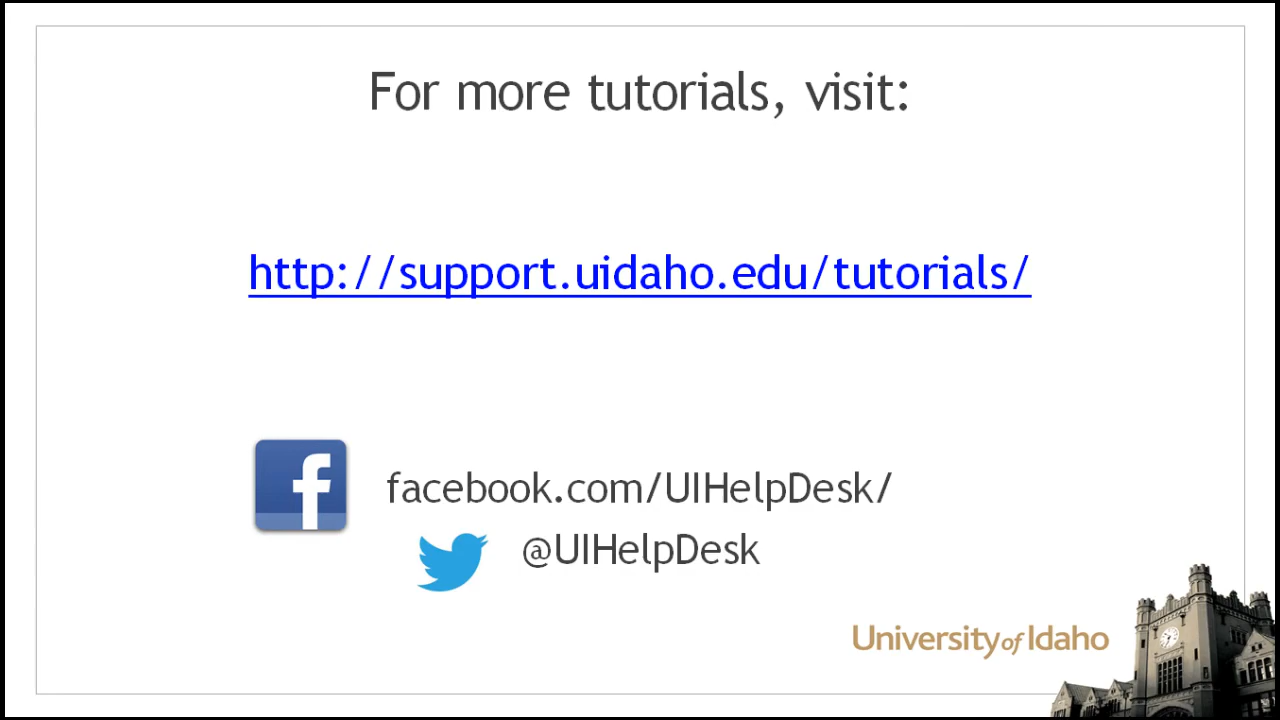 For more tutorials, visit:
http://support.uidaho.edu/tutorials/
facebook.com/UIHelpDesk/
@UIHelpDesk
University of Idaho